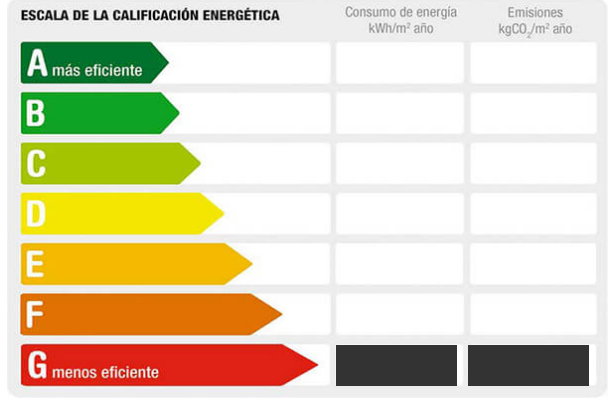 ESCALA DE LA CALIFICACIÓN ENERGÉTICA
Consumo de energía
kWh/m² año
Emisiones
kgCO₂/m² año
A más eficiente
B
C
D
E
F
G menos eficiente